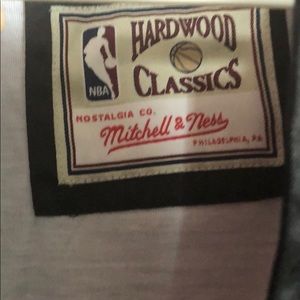 HARDWOOD
CLASSICS
NBA
NOSTALGIA CO.
Mitchell & Ness
PHILADELPHIA, PA.